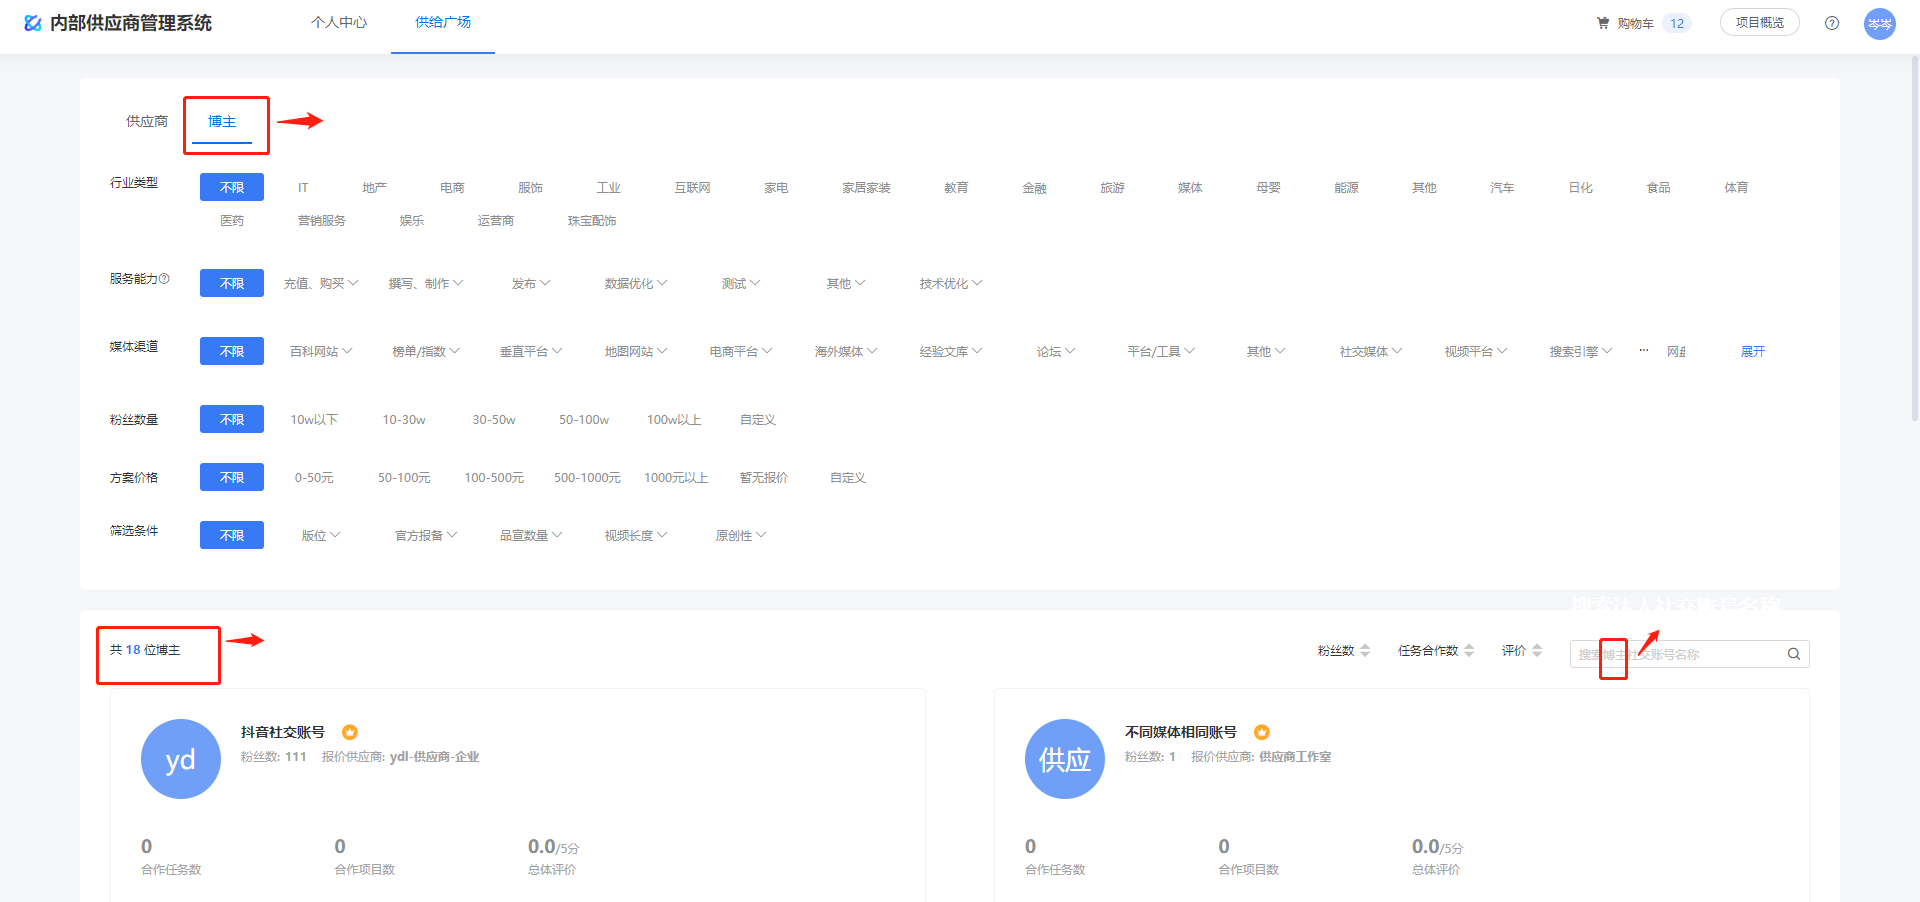 内部供应商管理系统 个人中心 供给广场 购物车 12 项目概览 岑岑
供应商 博主
行业类型 不限 IT 地产 电商 服饰 工业 互联网 家电 家居家装 教育 金融 旅游 媒体 母婴 能源 其他 汽车 日化 食品 体育
医药 营销服务 娱乐 运营商 珠宝配饰
服务能力 不限 充值、购买 撰写、制作 发布 数据优化 测试 其他 技术优化
媒体渠道 不限 百科网站 榜单/指数 垂直平台 地图网站 电商平台 海外媒体 经验文库 论坛 平台/工具 其他 社交媒体 视频平台 搜索引擎 ··· 网盘 展开
粉丝数量 不限 10w以下 10-30w 30-50w 50-100w 100w以上 自定义
方案价格 不限 0-50元 50-100元 100-500元 500-1000元 1000元以上 暂无报价 自定义
筛选条件 不限 版位 官方报备 品宣数量 视频长度 原创性
搜索达人社交账号名称
共 18 位博主 粉丝数 任务合作数 评价 搜索博主社交账号名称
yd 抖音社交账号
粉丝数: 111 报价供应商: ydl-供应商-企业
0 0 0.0/5分
合作任务数 合作项目数 总体评价
供应 不同媒体相同账号
粉丝数: 1 报价供应商: 供应商工作室
0 0 0.0/5分
合作任务数 合作项目数 总体评价